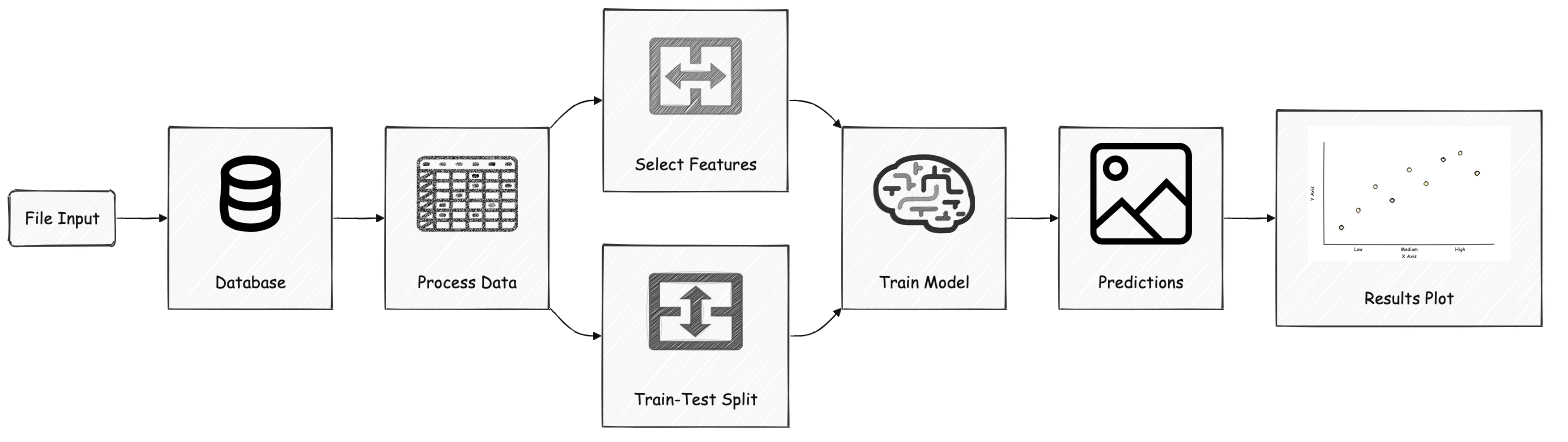 File Input
Database
Process Data
Select Features
Train-Test Split
Train Model
Predictions
Y Axis
Low Medium High
X Axis
Results Plot